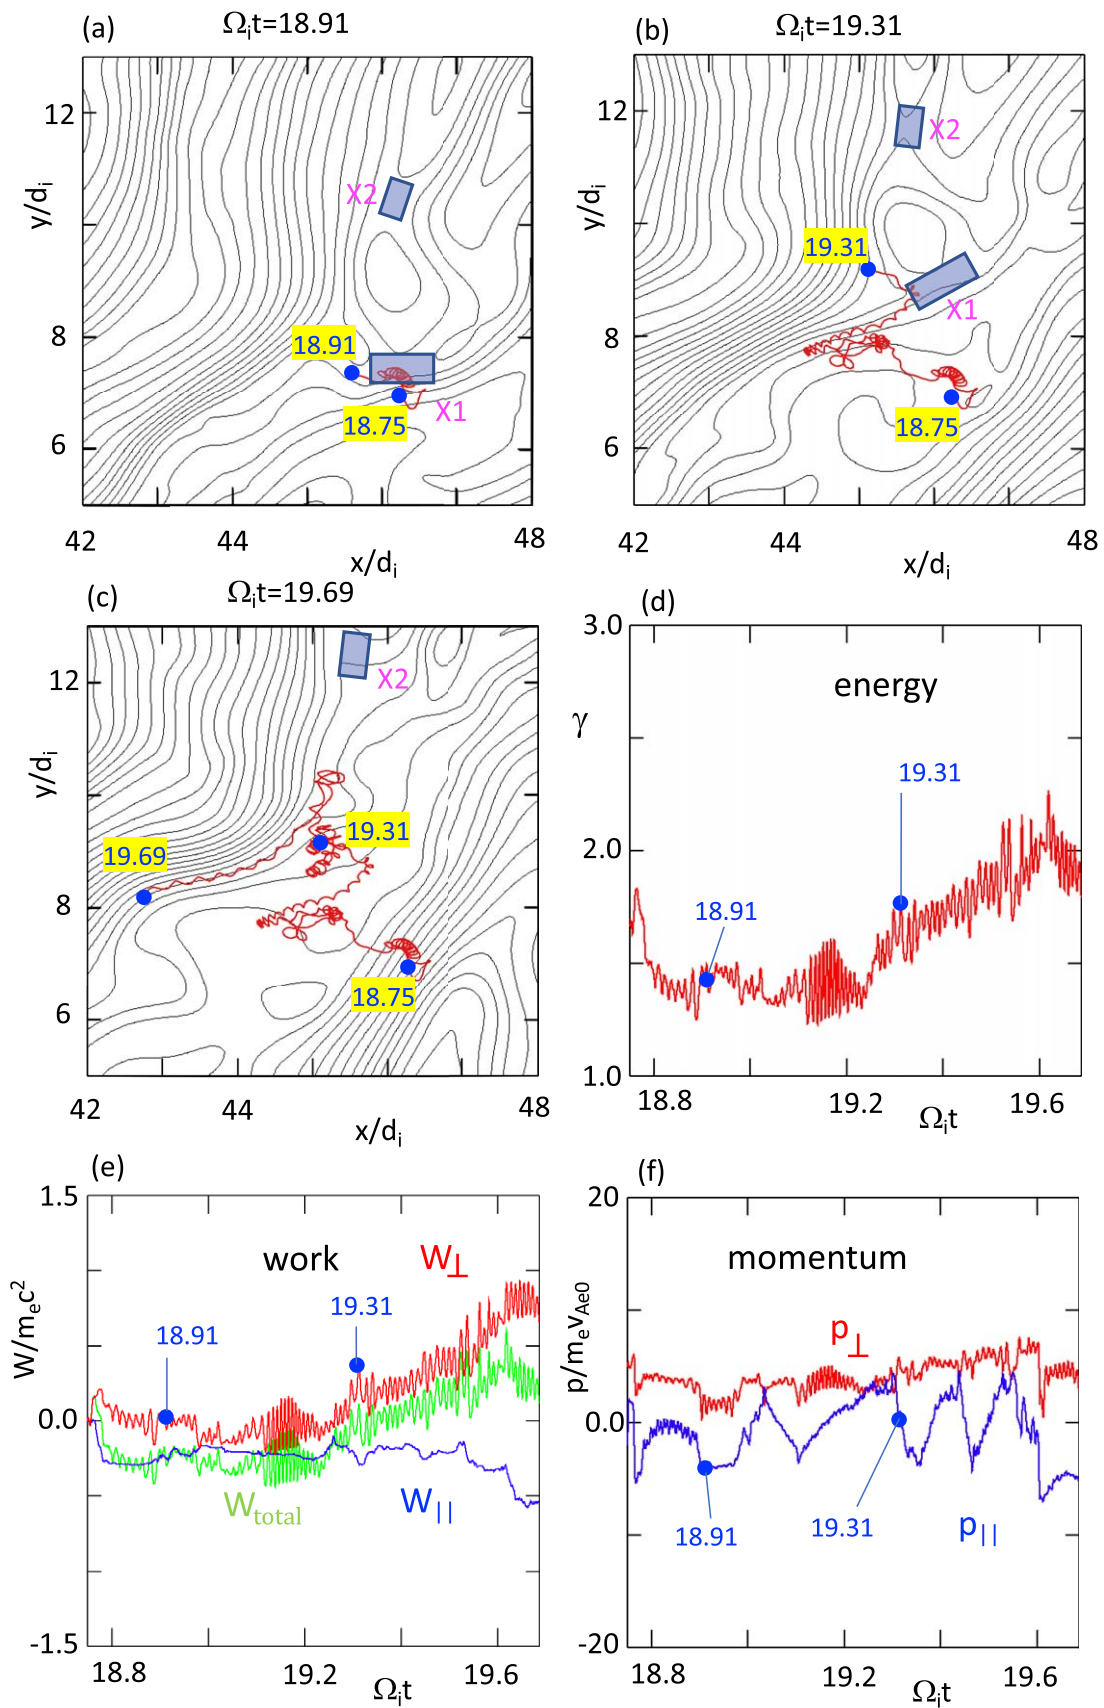 (a)
Ωᵢt=18.91
12
8
6
y/dᵢ
X2
18.91
18.75
X1
42
44
48
x/dᵢ
(b)
Ωᵢt=19.31
12
8
6
y/dᵢ
X2
19.31
X1
18.75
42
44
48
x/dᵢ
(c)
Ωᵢt=19.69
12
8
6
y/dᵢ
X2
19.31
19.69
18.75
42
44
48
x/dᵢ
(d)
3.0
2.0
1.0
γ
energy
19.31
18.91
18.8
19.2
19.6
Ωᵢt
(e)
1.5
0.0
-1.5
W/mₑc²
work
W⊥
19.31
18.91
Wtotal
W||
18.8
19.2
19.6
Ωᵢt
(f)
20
0.0
-20
p/mₑvAe0
momentum
p⊥
18.91
19.31
p||
18.8
19.2
19.6
Ωᵢt